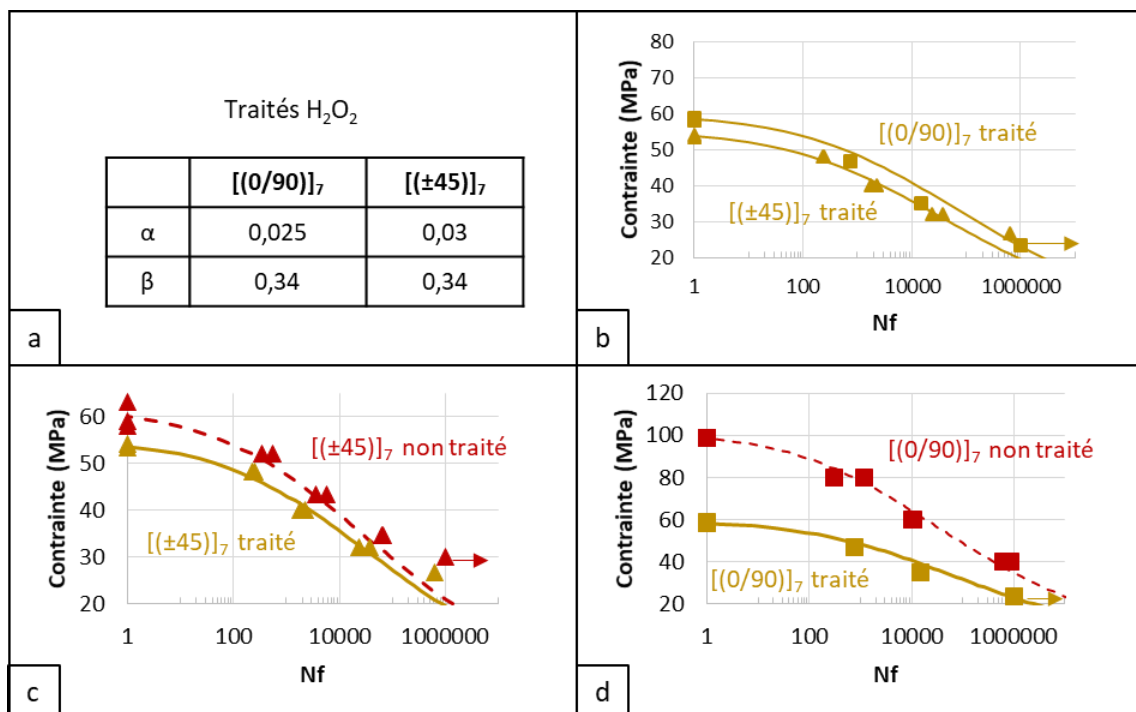 Traités H₂O₂
[(0/90)]₇ [(±45)]₇
α 0,025 0,03
β 0,34 0,34
a
Contrainte (MPa)
80
70
60
50
40
30
20
[(0/90)]₇ traité
[(±45)]₇ traité
1 100 10000 1000000
Nf
b
Contrainte (MPa)
60
50
40
30
20
[(±45)]₇ non traité
[(±45)]₇ traité
1 100 10000 1000000
Nf
c
Contrainte (MPa)
120
100
80
60
40
20
[(0/90)]₇ non traité
[(0/90)]₇ traité
1 100 10000 1000000
Nf
d